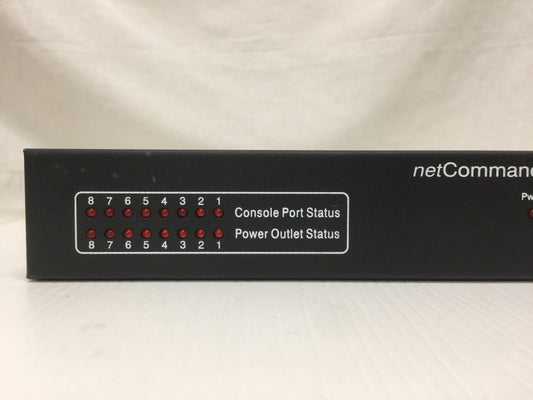 netCommand
Pw
8 7 6 5 4 3 2 1
Console Port Status
Power Outlet Status
8 7 6 5 4 3 2 1